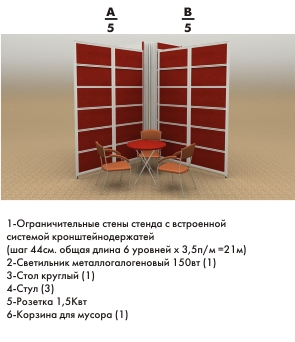 A B
5 5
1-Ограничительные стены стенда с встроенной
системой кронштейнодержатей
(шаг 44см. общая длина 6 уровней х 3,5п/м =21м)
2-Светильник металлогалогеновый 150вт (1)
3-Стол круглый (1)
4-Стул (3)
5-Розетка 1,5Квт
6-Корзина для мусора (1)